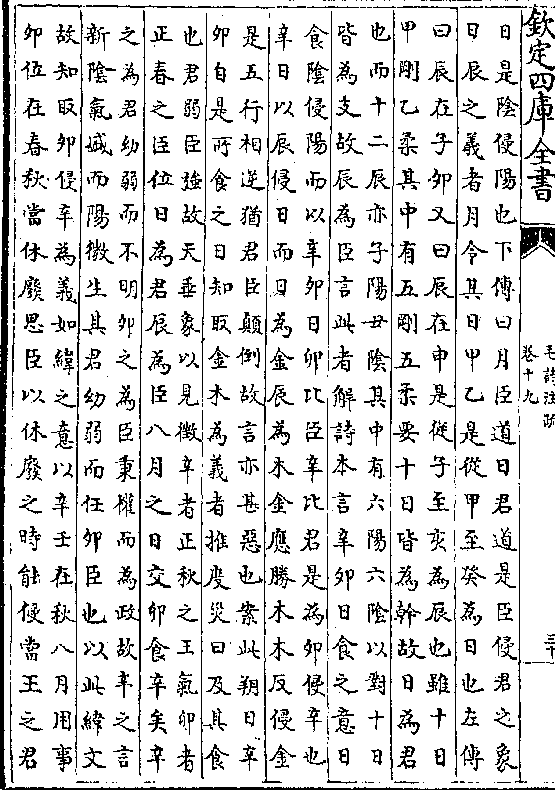 欽定四庫全書
毛詩注疏
卷十九
三十
日是陰侵陽也下傳曰月臣道日君道是臣侵君之象
日辰之義者月令其日甲乙是從甲至癸為日也左傳
曰辰在子卯又曰辰在申是從子至亥為辰也雖十日
甲剛乙柔其中有五剛五柔要十日皆為幹故日為君
也而十二辰亦子陽丑陰其中有六陽六陰以對十日
皆為支故辰為臣言此者解詩本言辛卯日食之意日
食陰侵陽而以辛卯日卯比臣辛比君是為卯侵辛也
辛日以辰侵日而日為金辰為木金應勝木木反侵金
是五行相逆猶君臣顛倒故言亦甚惡也案此朔日辛
卯自是所食之日知取金木為義者推度災曰及其食
也君弱臣強故天垂象以見徵辛者正秋之王氣卯者
正春之臣位日為君辰為臣八月之日交卯食辛矣辛
之為君幼弱而不明卯之為臣秉權而為政故辛之言
新陰氣盛而陽微生其君幼弱而任卯臣也以此緯文
故知取卯侵辛為義如緯之意以辛壬在秋八月用事
卯位在春秋當休廢思臣以休廢之時能侵當王之君